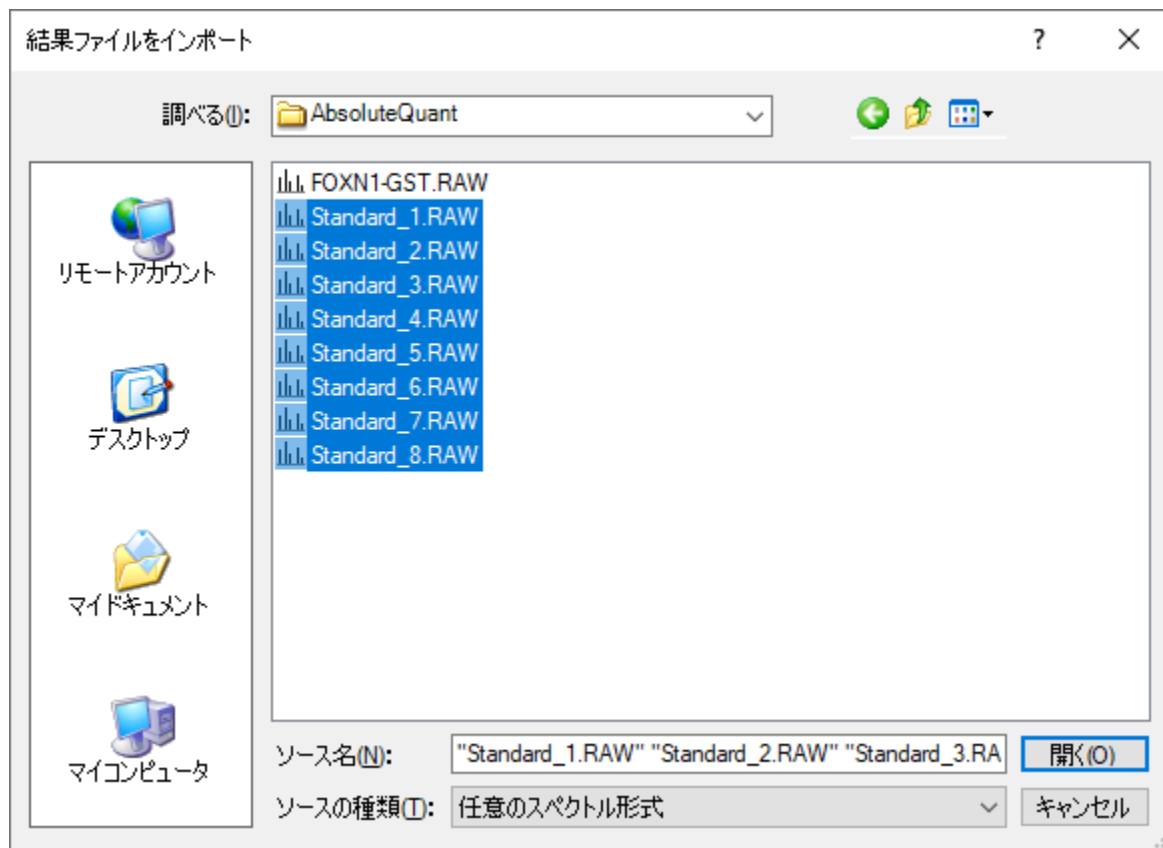 結果ファイルをインポート
調べる(I):
AbsoluteQuant
リモートアカウント
デスクトップ
マイドキュメント
マイコンピュータ
FOXN1-GST.RAW
Standard_1.RAW
Standard_2.RAW
Standard_3.RAW
Standard_4.RAW
Standard_5.RAW
Standard_6.RAW
Standard_7.RAW
Standard_8.RAW
ソース名(N):
"Standard_1.RAW" "Standard_2.RAW" "Standard_3.RA
開く(O)
ソースの種類(T):
任意のスペクトル形式
キャンセル